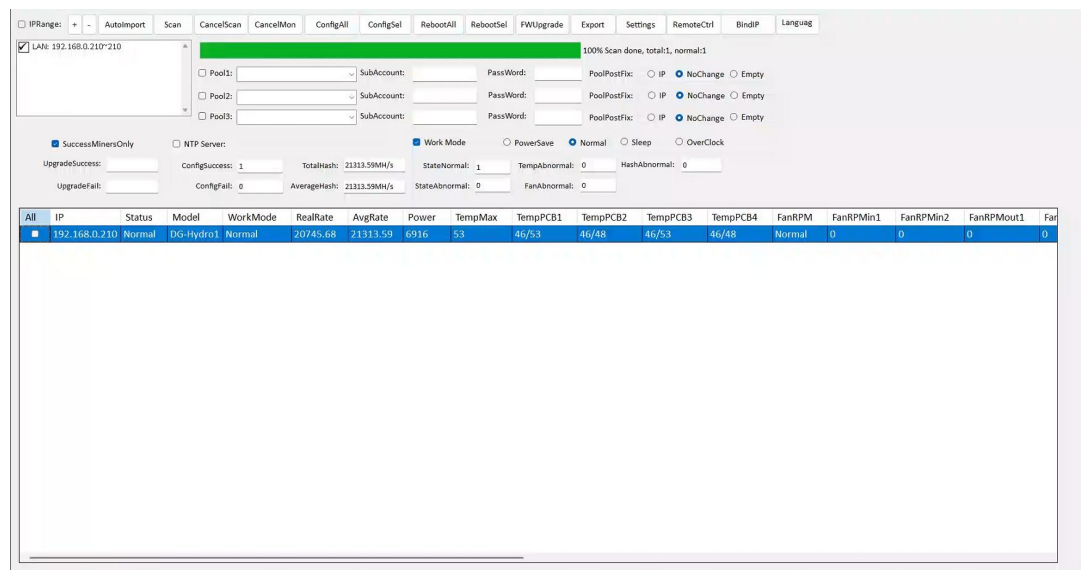 IPRange: + - AutoImport Scan CancelScan CancelMon ConfigAll ConfigSel RebootAll RebootSel FWUpgrade Export Settings RemoteCtrl BindIP Languag
LAN: 192.168.0.210~210
100% Scan done, total:1, normal:1
Pool1: SubAccount: PassWord: PoolPostFix: IP NoChange Empty
Pool2: SubAccount: PassWord: PoolPostFix: IP NoChange Empty
Pool3: SubAccount: PassWord: PoolPostFix: IP NoChange Empty
SuccessMinersOnly NTP Server: Work Mode PowerSave Normal Sleep OverClock
UpgradeSuccess: ConfigSuccess: 1 TotalHash: 21313.59MH/s StateNormal: 1 TempAbnormal: 0 HashAbnormal: 0
UpgradeFail: ConfigFail: 0 AverageHash: 21313.59MH/s StateAbnormal: 0 FanAbnormal: 0
All IP Status Model WorkMode RealRate AvgRate Power TempMax TempPCB1 TempPCB2 TempPCB3 TempPCB4 FanRPM FanRPMin1 FanRPMin2 FanRPMout1 Far
192.168.0.210 Normal DG-Hydro1 Normal 20745.68 21313.59 6916 53 46/53 46/48 46/53 46/48 Normal 0 0 0 0